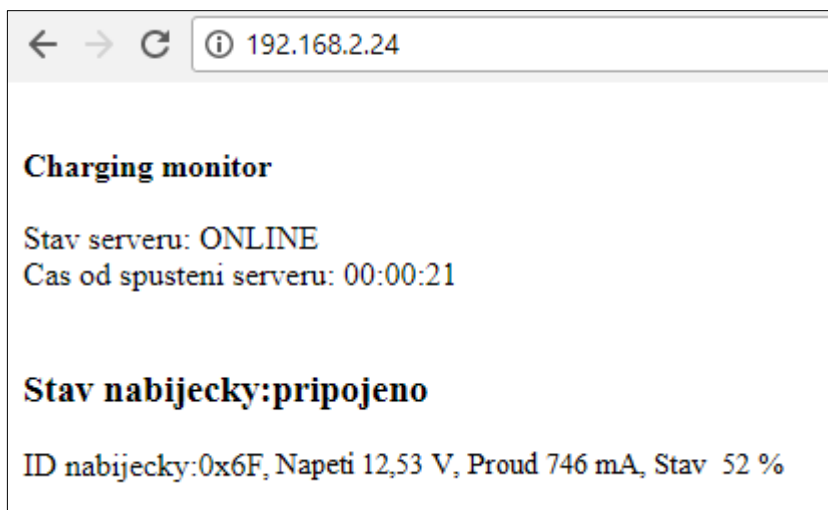 192.168.2.24
Charging monitor
Stav serveru: ONLINE
Cas od spusteni serveru: 00:00:21
Stav nabijecky:pripojeno
ID nabijecky:0x6F, Napeti 12,53 V, Proud 746 mA, Stav  52 %